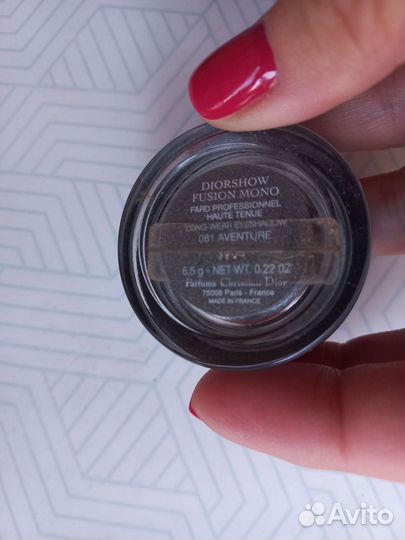 DIORSHOW
FUSION MONO
FARD PROFESSIONNEL
HAUTE TENUE
LONG-WEAR EYESHADOW
081 AVENTURE
6,5 g - NET WT. 0.22 OZ
Parfums Christian Dior
75008 Paris - France
MADE IN FRANCE
Avito